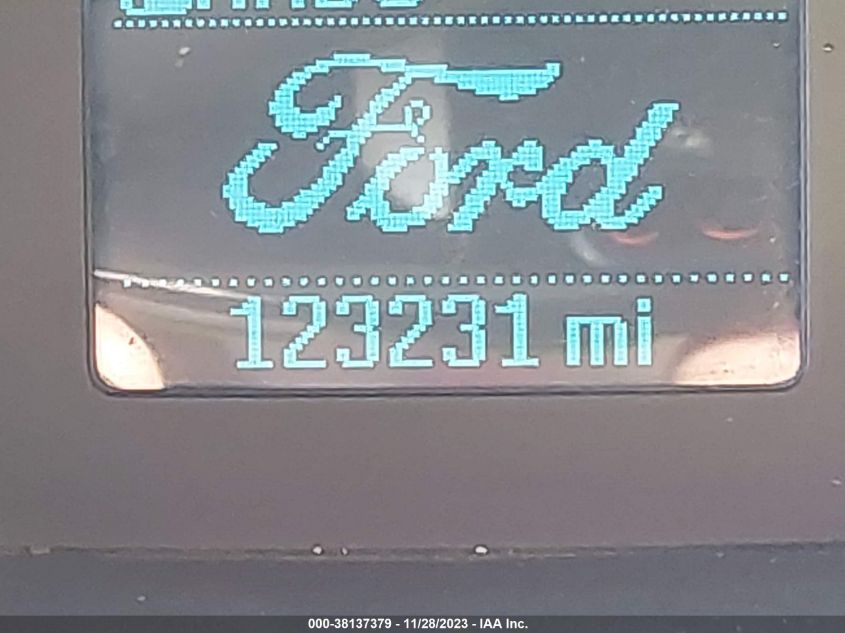 Ford
123231 mi
000-38137379 - 11/28/2023 - IAA Inc.